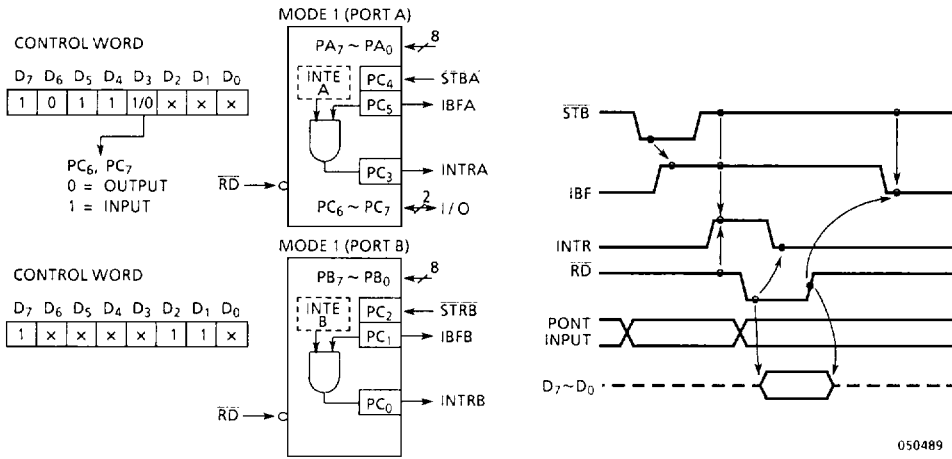 MODE 1 (PORT A)
CONTROL WORD
D7 D6 D5 D4 D3 D2 D1 D0
1 0 1 1 1/0 × × ×
PC6, PC7
0 = OUTPUT
1 = INPUT
PA7 ~ PA0
8
INTE
A
PC4
STBA
PC5
IBFA
PC3
INTRA
RD
PC6 ~ PC7
2
I/O
MODE 1 (PORT B)
CONTROL WORD
D7 D6 D5 D4 D3 D2 D1 D0
1 × × × × 1 1 ×
PB7 ~ PB0
8
INTE
B
PC2
STRB
PC1
IBFB
PC0
INTRB
RD
STB
IBF
INTR
RD
PONT
INPUT
D7~D0
050489